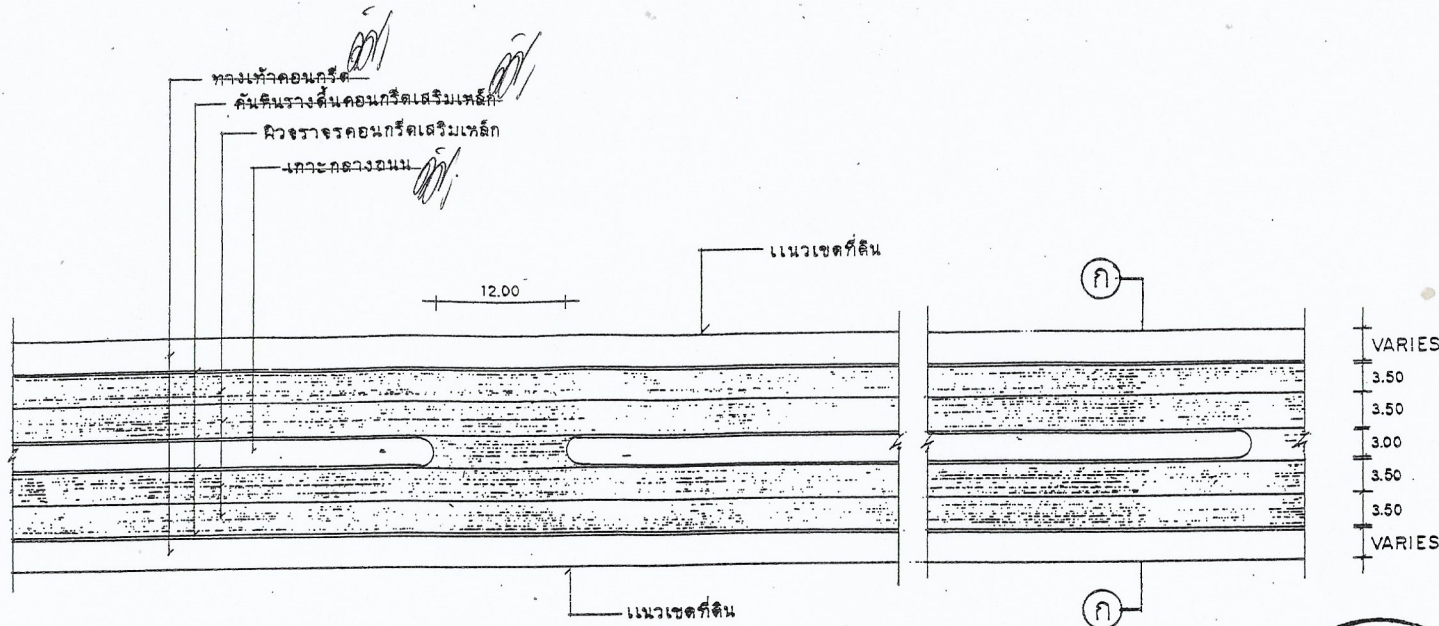 ทางเท้าคอนกรีต
คันหินรางตื้นคอนกรีตเสริมเหล็ก
ผิวจราจรคอนกรีตเสริมเหล็ก
เกาะกลางถนน
แนวเขตที่ดิน
12.00
ก
VARIES
3.50
3.50
3.00
3.50
3.50
VARIES
แนวเขตที่ดิน
ก